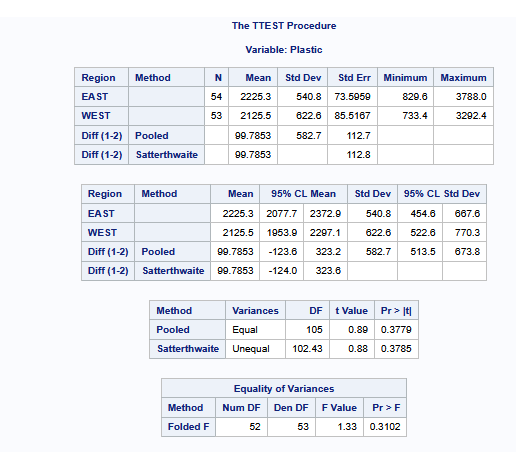 The TTEST Procedure
Variable: Plastic
Region Method N Mean Std Dev Std Err Minimum Maximum
EAST 54 2225.3 540.8 73.5959 829.6 3788.0
WEST 53 2125.5 622.6 85.5167 733.4 3292.4
Diff (1-2) Pooled 99.7853 582.7 112.7
Diff (1-2) Satterthwaite 99.7853 112.8
Region Method Mean 95% CL Mean Std Dev 95% CL Std Dev
EAST 2225.3 2077.7 2372.9 540.8 454.6 667.6
WEST 2125.5 1953.9 2297.1 622.6 522.6 770.3
Diff (1-2) Pooled 99.7853 -123.6 323.2 582.7 513.5 673.8
Diff (1-2) Satterthwaite 99.7853 -124.0 323.6
Method Variances DF t Value Pr > |t|
Pooled Equal 105 0.89 0.3779
Satterthwaite Unequal 102.43 0.88 0.3785
Equality of Variances
Method Num DF Den DF F Value Pr > F
Folded F 52 53 1.33 0.3102